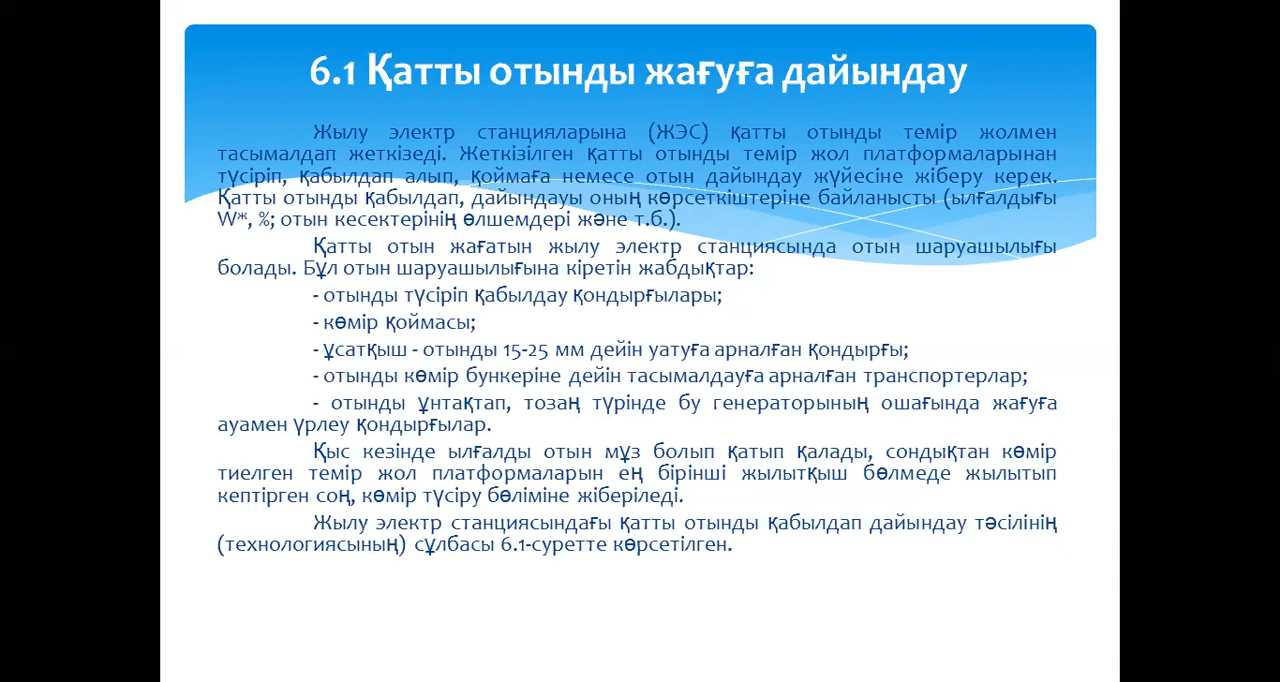 6.1 Қатты отынды жағуға дайындау
Жылу электр станцияларына (ЖЭС) қатты отынды темір жолмен
тасымалдап жеткізеді. Жеткізілген қатты отынды темір жол платформаларынан
түсіріп, қабылдап алып, қоймаға немесе отын дайындау жүйесіне жіберу керек.
Қатты отынды қабылдап, дайындауы оның көрсеткіштеріне байланысты (ылғалдығы
Wж, %; отын кесектерінің өлшемдері және т.б.).
Қатты отын жағатын жылу электр станциясында отын шаруашылығы
болады. Бұл отын шаруашылығына кіретін жабдықтар:
- отынды түсіріп қабылдау қондырғылары;
- көмір қоймасы;
- ұсатқыш - отынды 15-25 мм дейін уатуға арналған қондырғы;
- отынды көмір бункеріне дейін тасымалдауға арналған транспортерлар;
- отынды ұнтақтап, тозаң түрінде бу генераторының ошағында жағуға
ауамен үрлеу қондырғылар.
Қыс кезінде ылғалды отын мұз болып қатып қалады, сондықтан көмір
тиелген темір жол платформаларын ең бірінші жылытқыш бөлмеде жылытып
кептірген соң, көмір түсіру бөліміне жіберіледі.
Жылу электр станциясындағы қатты отынды қабылдап дайындау тәсілінің
(технологиясының) сұлбасы 6.1-суретте көрсетілген.